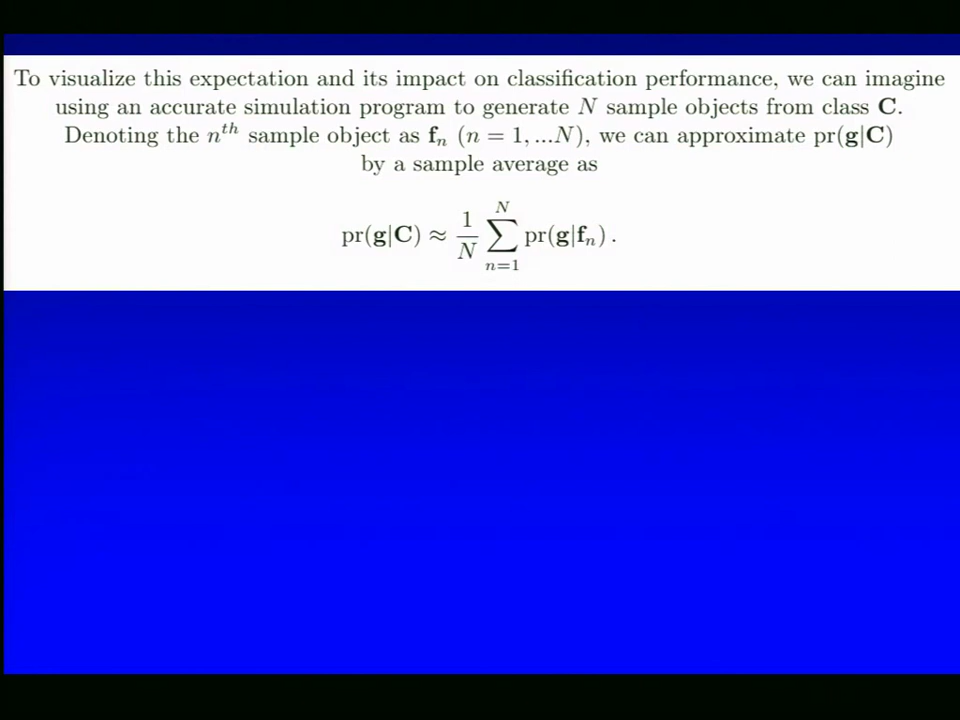 To visualize this expectation and its impact on classification performance, we can imagine
using an accurate simulation program to generate N sample objects from class C.
Denoting the n^{th} sample object as f_n (n = 1, ...N), we can approximate pr(g|C)
by a sample average as
pr(g|C) ≈ \frac{1}{N} \sum_{n=1}^{N} pr(g|f_n) .